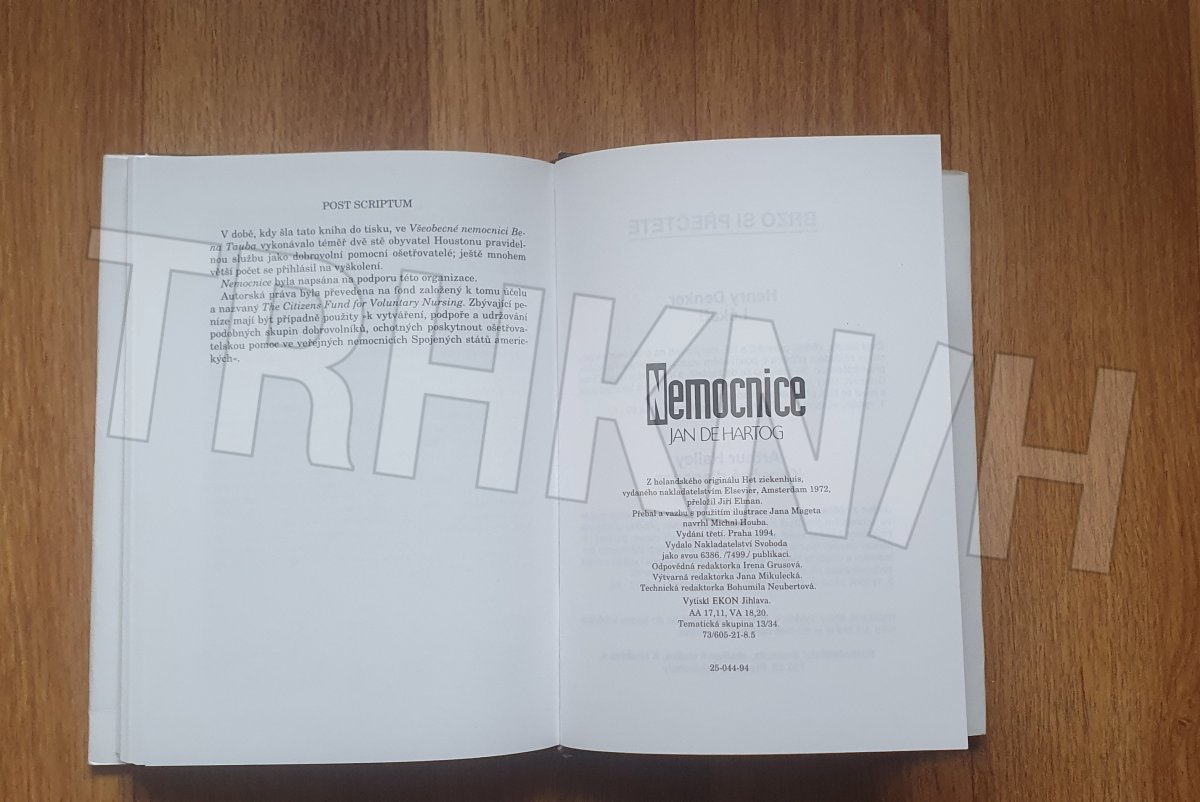 POST SCRIPTUM
V době, kdy šla tato kniha do tisku, ve Všeobecné nemocnici Be-
na Tauba vykonávalo téměř dvě stě obyvatel Houstonu pravidel-
nou službu jako dobrovolní pomocní ošetřovatelé; ještě mnohem
větší počet se přihlásil na vyškolení.
Nemocnice byla napsána na podporu této organizace.
Autorská práva byla převedena na fond založený k tomu účelu
a nazvaný The Citizens Fund for Voluntary Nursing. Zbývající pe-
níze mají být případně použity »k vytváření, podpoře a udržování
podobných skupin dobrovolníků, ochotných poskytnout ošetřova-
telskou pomoc ve veřejných nemocnicích Spojených států americ-
kých«.
BRZO SI PŘEČTETE
Henry Denker
Arthur Hailey
Nemocnice
JAN DE HARTOG
Z holandského originálu Het ziekenhuis,
vydaného nakladatelstvím Elsevier, Amsterdam 1972,
přeložil Jiří Elman.
Přebal a vazbu s použitím ilustrace Jana Mageta
navrhl Michal Houba.
Vydání třetí. Praha 1994.
Vydalo Nakladatelství Svoboda
jako svou 6386. /7499./ publikaci.
Odpovědná redaktorka Irena Grusová.
Výtvarná redaktorka Jana Mikulecká.
Technická redaktorka Bohumila Neubertová.
Vytiskl EKON Jihlava.
AA 17,11, VA 18,20.
Tematická skupina 13/34.
73/605-21-8.5
25-044-94
TRHKNIH